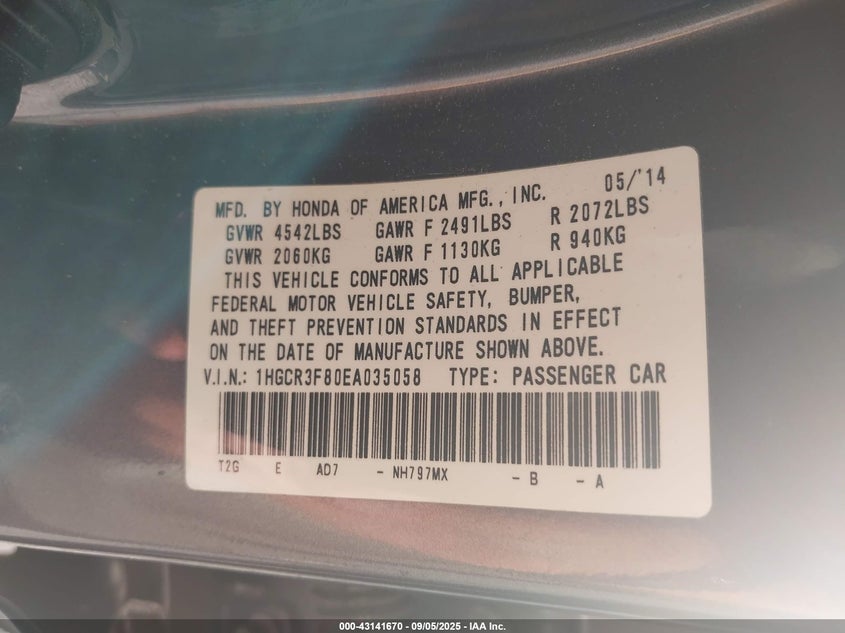 MFD. BY HONDA OF AMERICA MFG., INC. 05/'14
GVWR 4542LBS GAWR F 2491LBS R 2072LBS
GVWR 2060KG GAWR F 1130KG R 940KG
THIS VEHICLE CONFORMS TO ALL APPLICABLE
FEDERAL MOTOR VEHICLE SAFETY, BUMPER,
AND THEFT PREVENTION STANDARDS IN EFFECT
ON THE DATE OF MANUFACTURE SHOWN ABOVE.
V.I.N.: 1HGCR3F80EA035058 TYPE: PASSENGER CAR
T2G E AD7 - NH797MX - B - A
000-43141670 - 09/05/2025 - IAA Inc.